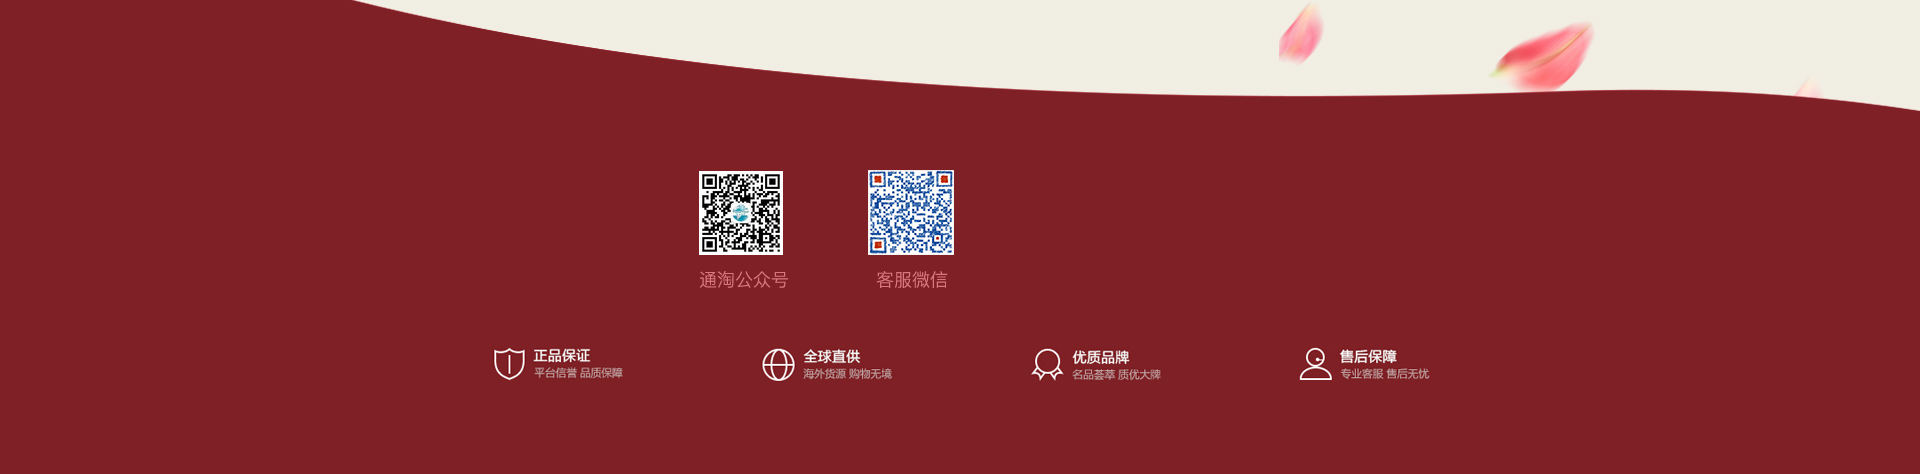 通淘公众号
客服微信
正品保证
平台信誉 品质保障
全球直供
海外货源 购物无境
优质品牌
名品荟萃 质优大牌
售后保障
专业客服 售后无忧